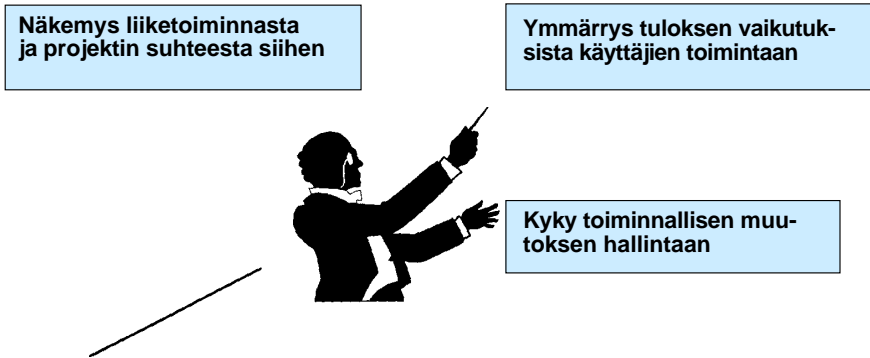 Näkemys liiketoiminnasta
ja projektin suhteesta siihen
Ymmärrys tuloksen vaikutuk-
sista käyttäjien toimintaan
Kyky toiminnallisen muu-
toksen hallintaan